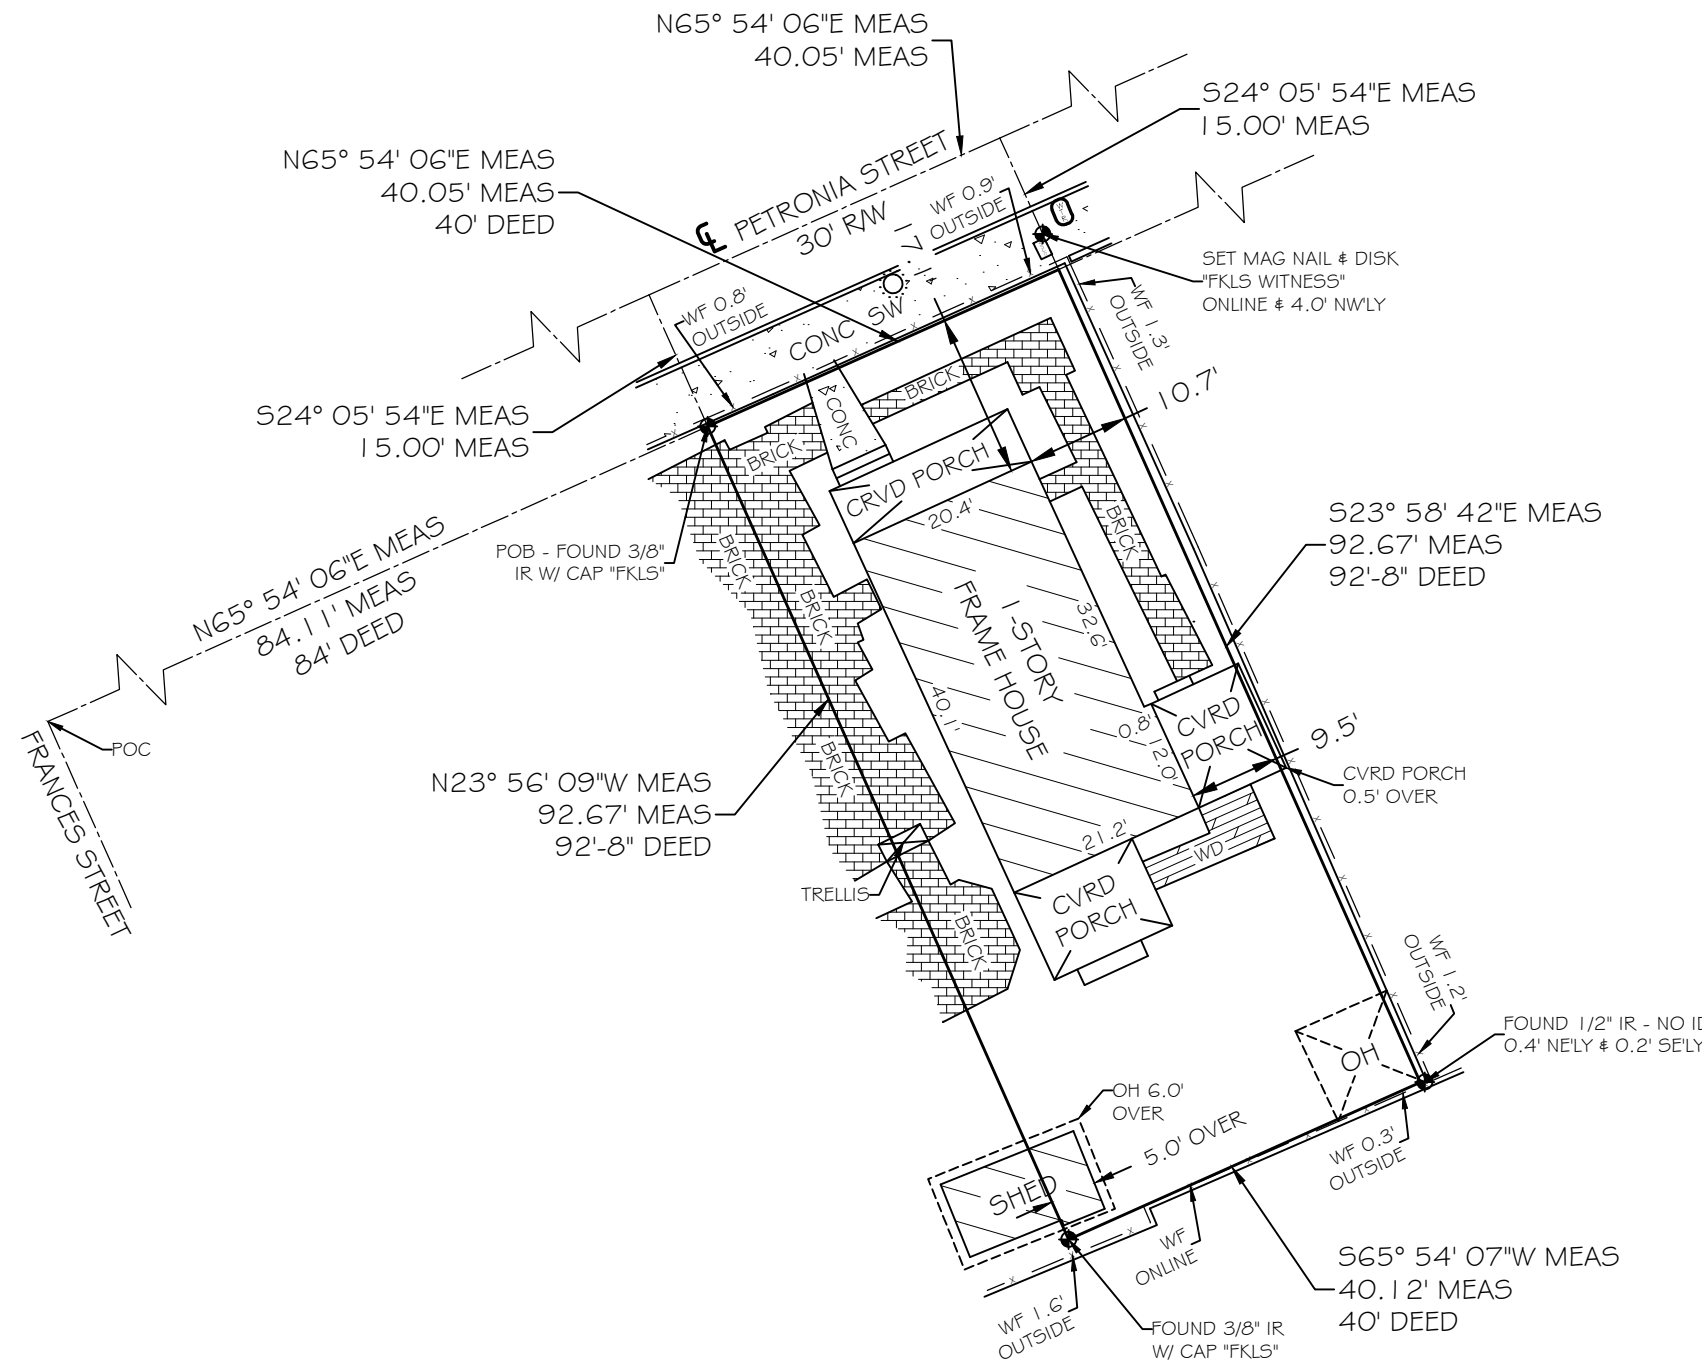 N65° 54' 06"E MEAS
40.05' MEAS
S24° 05' 54"E MEAS
15.00' MEAS
N65° 54' 06"E MEAS
40.05' MEAS
40' DEED
℄ PETRONIA STREET
30' R/W
WF 0.9'
OUTSIDE
SET MAG NAIL & DISK
"FKLS WITNESS"
ONLINE & 4.0' NW'LY
WF 0.8'
OUTSIDE
CONC SW
WF 1.3'
OUTSIDE
10.7'
S24° 05' 54"E MEAS
15.00' MEAS
BRICK
CONC
BRICK
CRVD PORCH
20.4'
BRICK
POB - FOUND 3/8"
IR W/ CAP "FKLS"
BRICK
BRICK
S23° 58' 42"E MEAS
92.67' MEAS
92'-8" DEED
N65° 54' 06"E MEAS
84.11' MEAS
84' DEED
1-STORY
FRAME HOUSE
32.6'
40.1'
POC
FRANCES STREET
0.8'
12.0'
CVRD
PORCH
9.5'
CVRD PORCH
0.5' OVER
BRICK
N23° 56' 09"W MEAS
92.67' MEAS
92'-8" DEED
21.2'
WD
TRELLIS
CVRD
PORCH
BRICK
WF 1.2'
OUTSIDE
FOUND 1/2" IR - NO
0.4' NE'LY & 0.2' SE'LY
OH
OH 6.0'
OVER
5.0' OVER
SHED
WF 0.3'
OUTSIDE
WF
ONLINE
S65° 54' 07"W MEAS
40.12' MEAS
40' DEED
WF 1.6'
OUTSIDE
FOUND 3/8" IR
W/ CAP "FKLS"